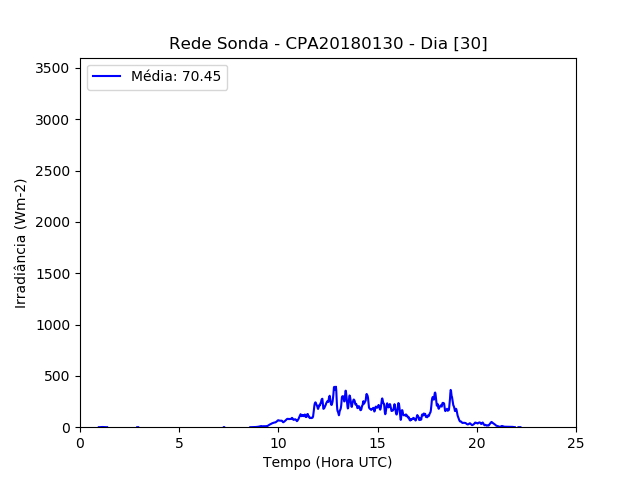 Rede Sonda - CPA20180130 - Dia [30]
Média: 70.45
Irradiância (Wm-2)
3500
3000
2500
2000
1500
1000
500
0
0 5 10 15 20 25
Tempo (Hora UTC)